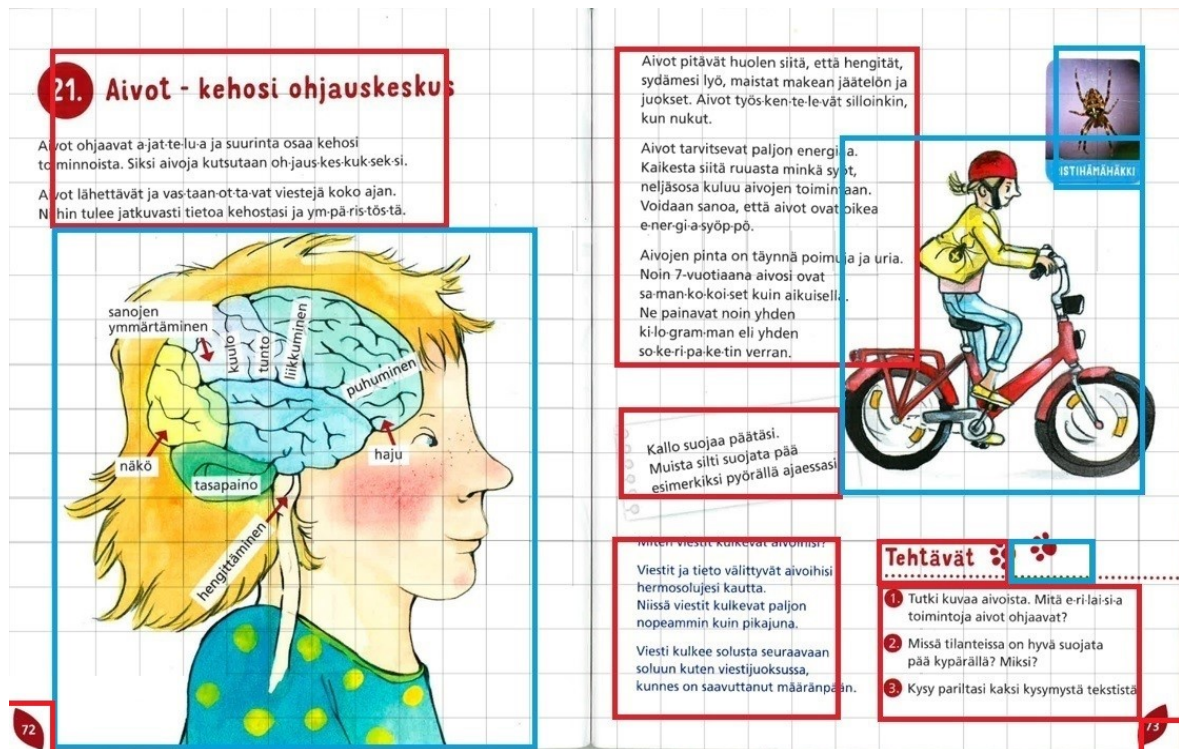 21. Aivot - kehosi ohjauskeskus
Aivot ohjaavat a·jat·te·lu·a ja suurinta osaa kehosi
toiminnoista. Siksi aivoja kutsutaan oh·jaus·kes·kuk·sek·si.
Aivot lähettävät ja vas·taan·ot·ta·vat viestejä koko ajan.
Niihin tulee jatkuvasti tietoa kehostasi ja ym·pä·ris·tös·tä.
sanojen
ymmärtäminen
kuulo
tunto
liikkuminen
puhuminen
näkö
tasapaino
haju
hengittäminen
72
Aivot pitävät huolen siitä, että hengität,
sydämesi lyö, maistat makean jäätelön ja
juokset. Aivot työs·ken·te·le·vät silloinkin,
kun nukut.
Aivot tarvitsevat paljon energiaa.
Kaikesta siitä ruuasta minkä syöt,
neljäsosa kuluu aivojen toimintaan.
Voidaan sanoa, että aivot ovat oikea
e·ner·gi·a·syöp·pö.
Aivojen pinta on täynnä poimuja ja uria.
Noin 7-vuotiaana aivosi ovat
sa·man·ko·koi·set kuin aikuisella.
Ne painavat noin yhden
ki·lo·gram·man eli yhden
so·ke·ri·pa·ke·tin verran.
RISTIHÄMÄHÄKKI
Kallo suojaa päätäsi.
Muista silti suojata pää
esimerkiksi pyörällä ajaessasi
Miten viestit kulkevat aivoihisi?
Viestit ja tieto välittyvät aivoihisi
hermosolujesi kautta.
Niissä viestit kulkevat paljon
nopeammin kuin pikajuna.
Viesti kulkee solusta seuraavaan
soluun kuten viestijuoksussa,
kunnes on saavuttanut määränpään.
Tehtävät
1. Tutki kuvaa aivoista. Mitä e·ri·lai·si·a
toimintoja aivot ohjaavat?
2. Missä tilanteissa on hyvä suojata
pää kypärällä? Miksi?
3. Kysy pariltasi kaksi kysymystä tekstistä
73